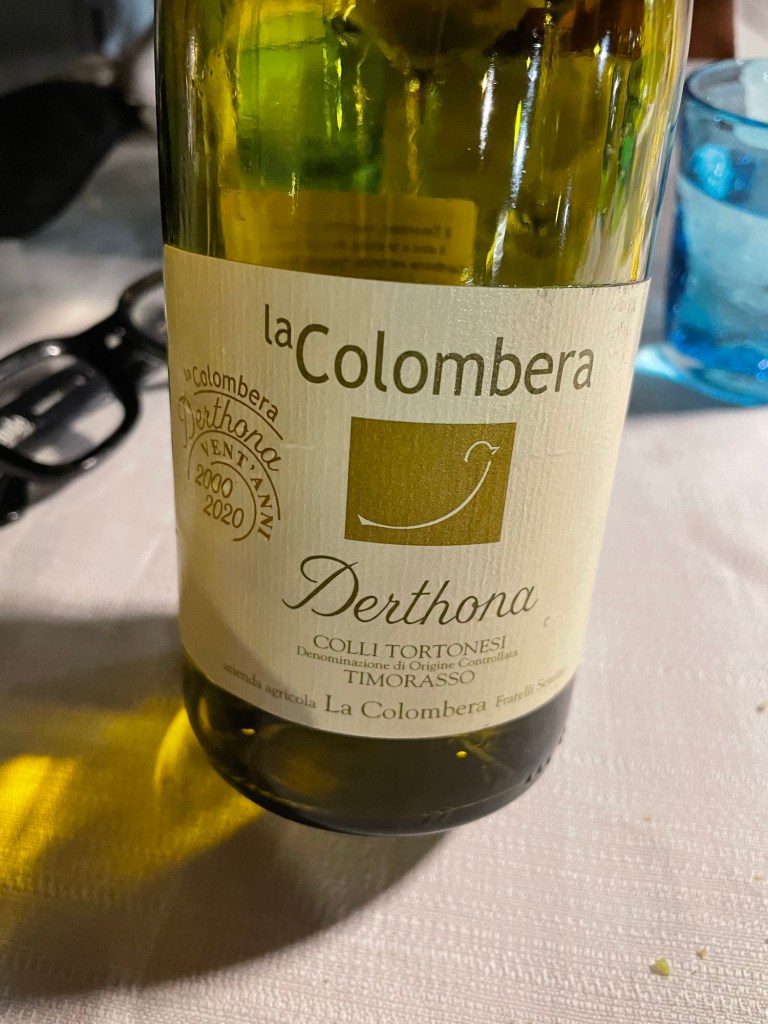 la Colombera
la Colombera
Derthona
VENT'ANNI
2000
2020
Derthona
COLLI TORTONESI
Denominazione di Origine Controllata
TIMORASSO
azienda agricola La Colombera Fratelli